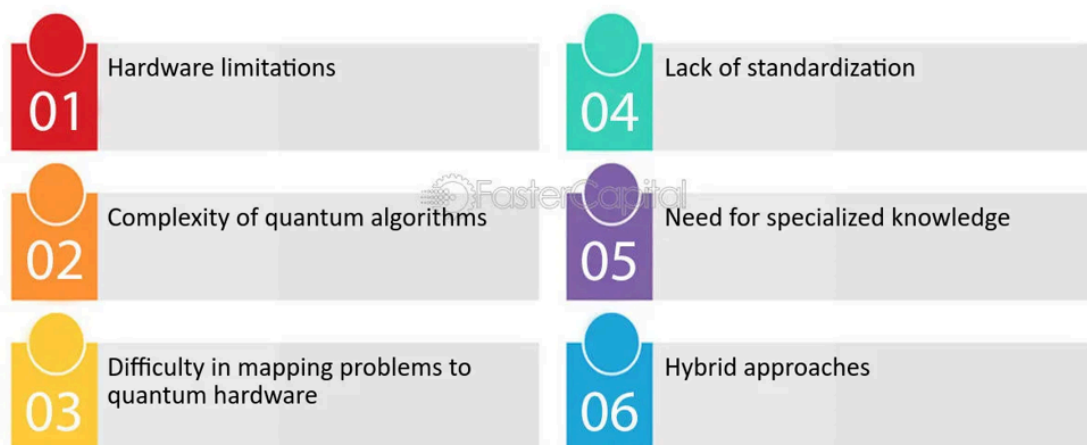 01
Hardware limitations
02
Complexity of quantum algorithms
03
Difficulty in mapping problems to
quantum hardware
04
Lack of standardization
05
Need for specialized knowledge
06
Hybrid approaches
FasterCapital